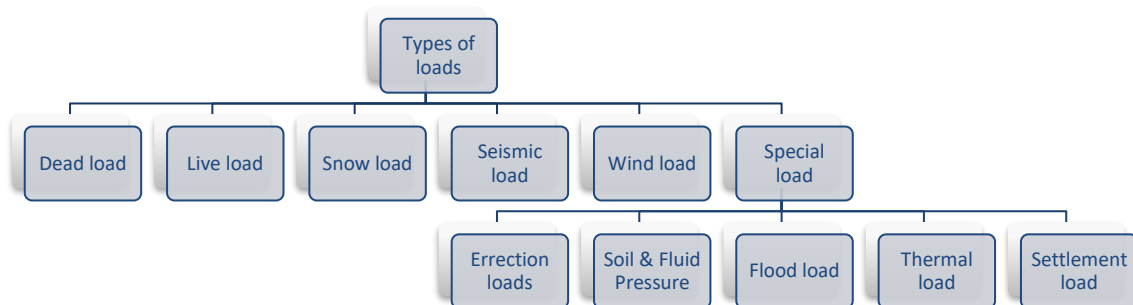 Types of
loads
Dead load
Live load
Snow load
Seismic
load
Wind load
Special
load
Errection
loads
Soil & Fluid
Pressure
Flood load
Thermal
load
Settlement
load